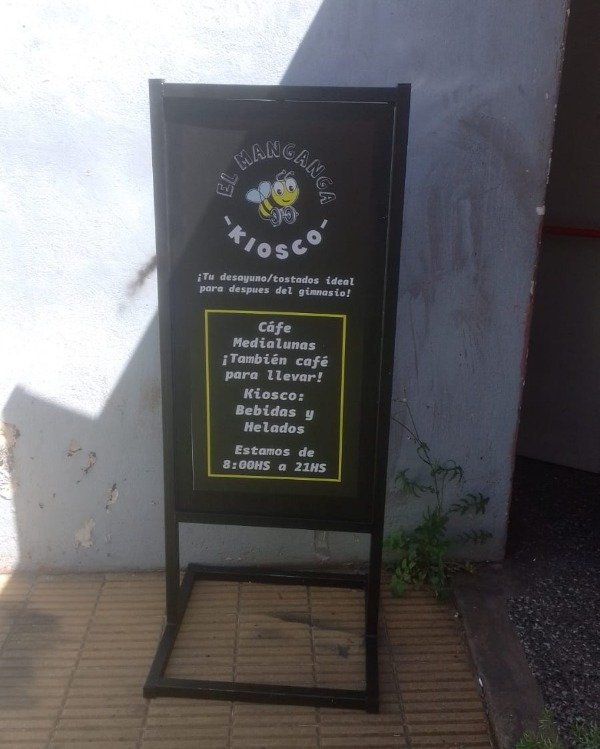 EL MANGANGA
-KIOSCO-
¡Tu desayuno/tostados ideal
para despues del gimnasio!
Cáfe
Medialunas
¡También café
para llevar!
Kiosco:
Bebidas y
Helados
Estamos de
8:00HS a 21HS